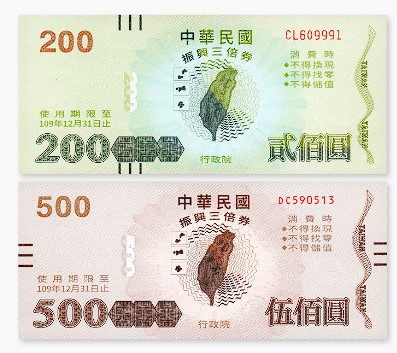 200
中華民國
CL609991
振興三倍券
消費時
•不得換現
•不得找零
•不得儲值
TAIWAN
TAIWAN
使用期限至
109年12月31日止
200
行政院
貳佰圓
500
中華民國
DC590513
振興三倍券
消費時
•不得換現
•不得找零
•不得儲值
TAIWAN
TAIWAN
使用期限至
109年12月31日止
500
行政院
伍佰圓